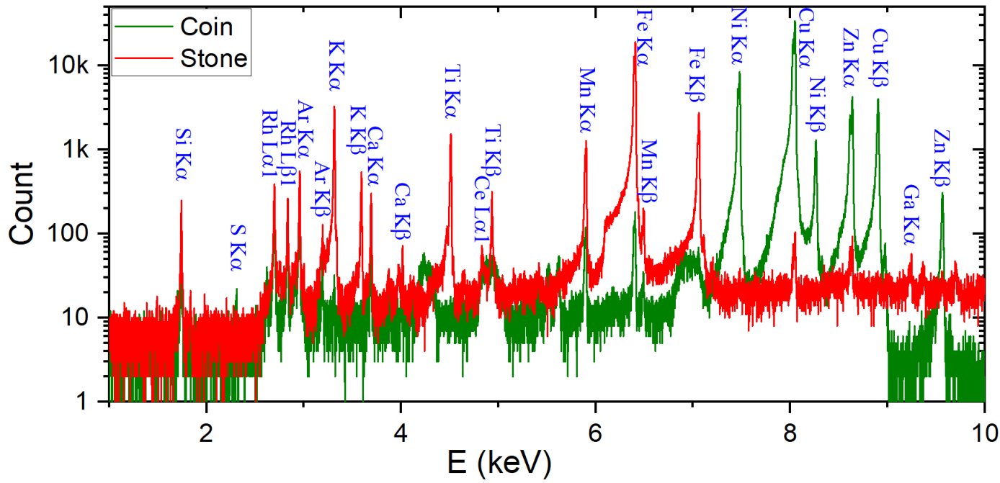 Coin
Stone
Count
10k
1k
100
10
1
2
4
6
8
10
E (keV)
Si Kα
S Kα
Rh Lα1
Rh Lβ1
Ar Kα
Ar Kβ
K Kα
K Kβ
Ca Kα
Ca Kβ
Ti Kα
Ce Lα1
Ti Kβ
Mn Kα
Fe Kα
Mn Kβ
Fe Kβ
Ni Kα
Cu Kα
Ni Kβ
Zn Kα
Cu Kβ
Ga Kα
Zn Kβ